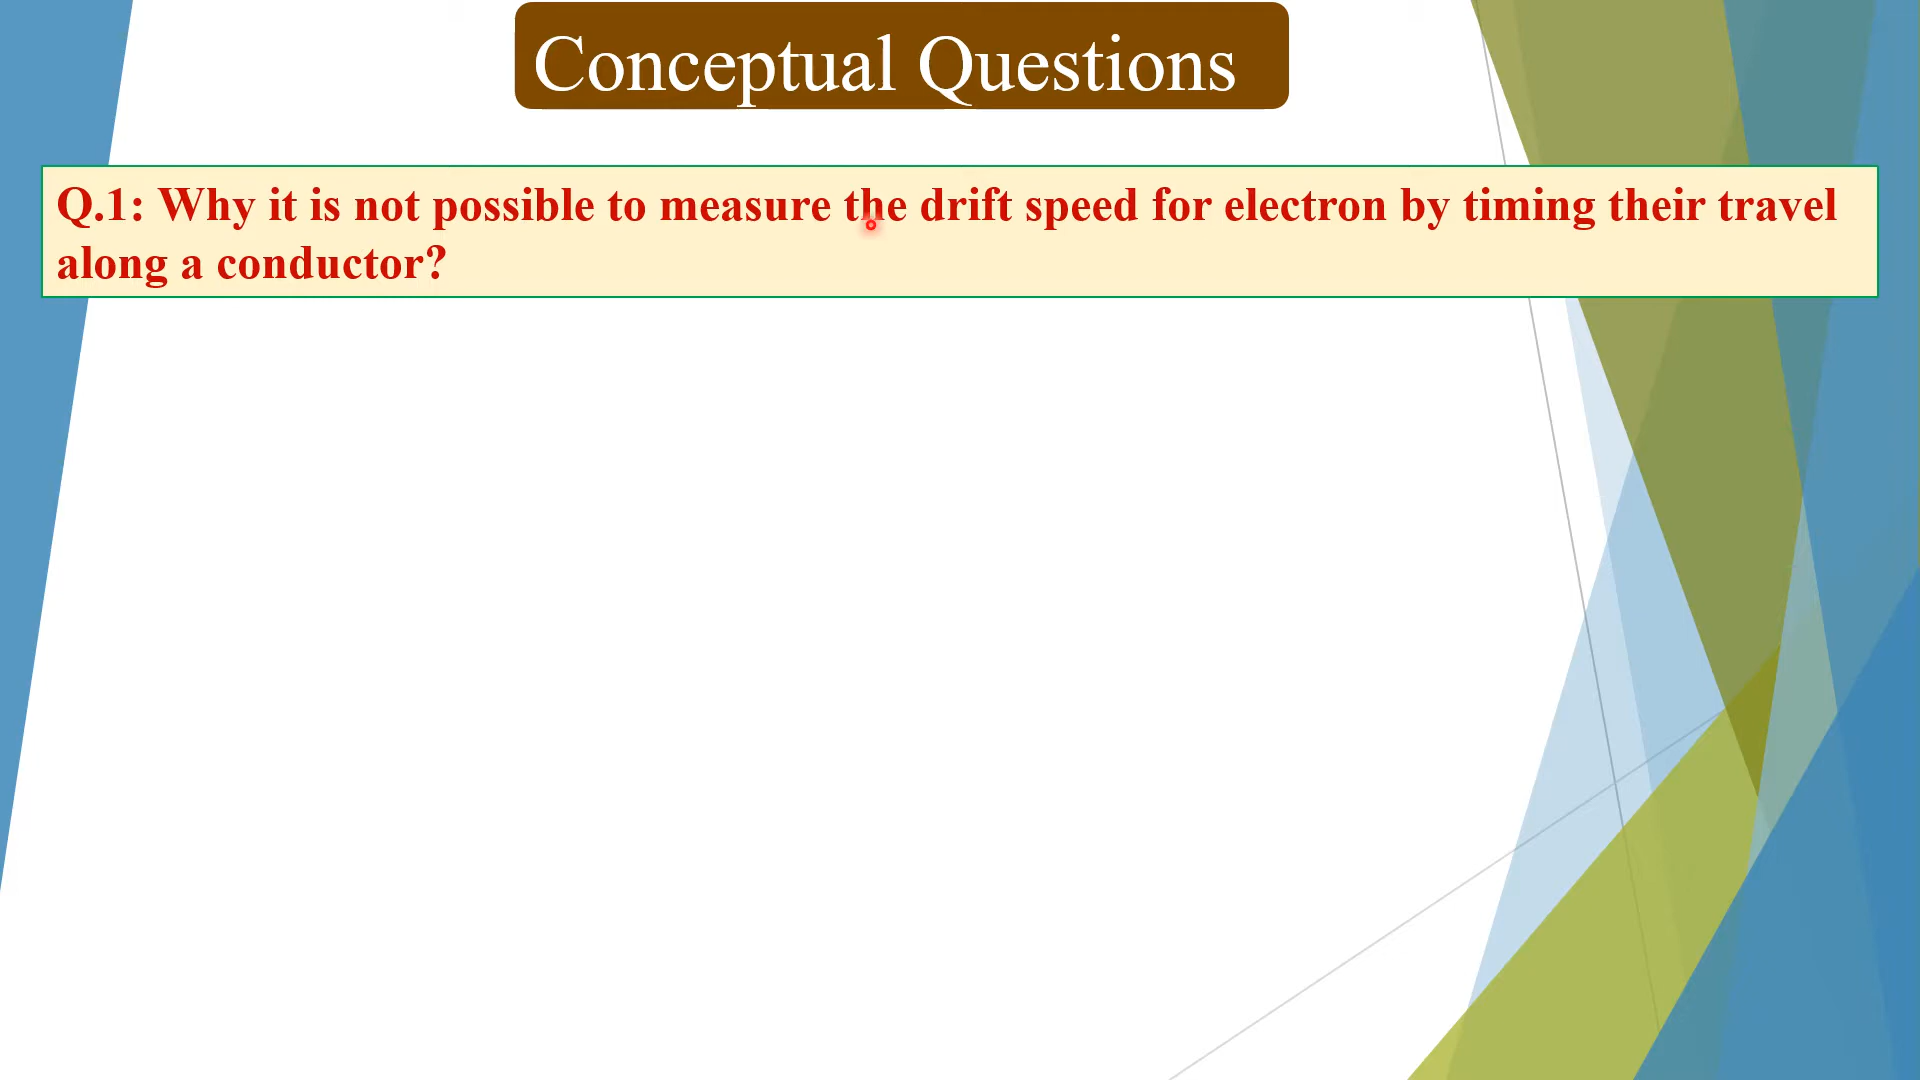 Conceptual Questions
Q.1: Why it is not possible to measure the drift speed for electron by timing their travel
along a conductor?